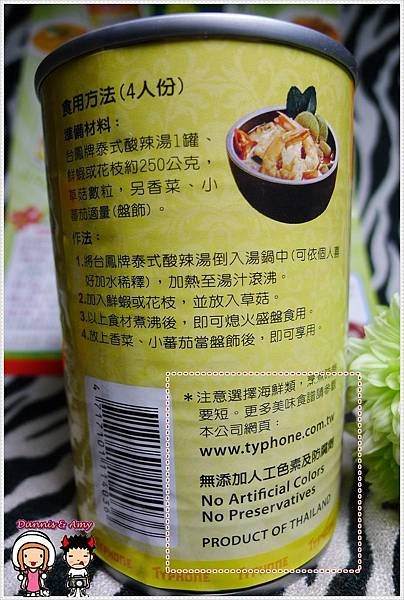 食用方法(4人份)
準備材料：
台鳳牌泰式酸辣湯1罐、
鮮蝦或花枝約250公克，
草菇數粒，另香菜、小
蕃茄適量(盤飾)。
作法：
1.將台鳳牌泰式酸辣湯倒入湯鍋中(可依個人喜
好加水稀釋)，加熱至湯汁滾沸。
2.加入鮮蝦或花枝，並放入草菇。
3.以上食材煮沸後，即可熄火盛盤食用。
4.放上香菜、小蕃茄當盤飾後，即可享用。
＊注意選擇海鮮類，烹煮
要短。更多美味食譜請參觀
本公司網頁：
www.typhone.com.tw
無添加人工色素及防腐劑
No Artificial Colors
No Preservatives
PRODUCT OF THAILAND
TYPHONE
TYPHONE
Dannis & Amy